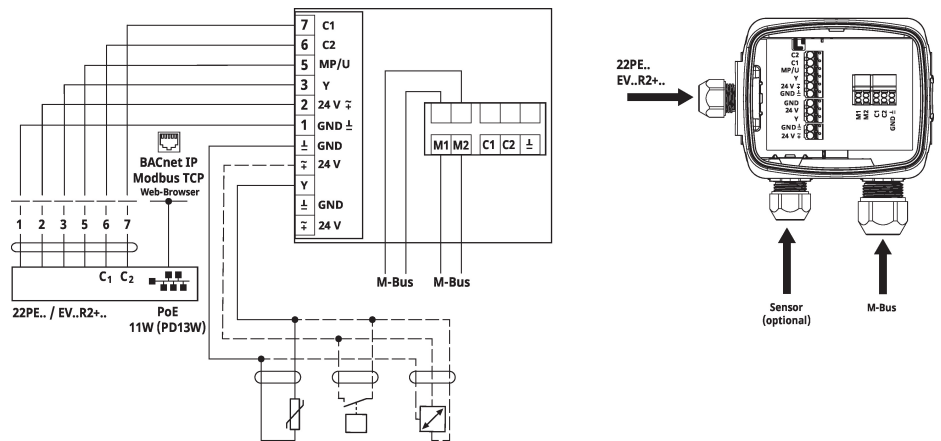 7 C1
6 C2
5 MP/U
3 Y
2 24 V ⏦
1 GND ⏚
⏚ GND
⏦ 24 V
Y
⏚ GND
⏦ 24 V
M1 M2 C1 C2 ⏚
M-Bus M-Bus
BACnet IP
Modbus TCP
Web-Browser
1 2 3 5 6 7
C1 C2
22PE.. / EV..R2+..
PoE
11W (PD13W)
22PE..
EV..R2+..
C2
C1
MP/U
Y
24 V ⏦
GND ⏚
GND
24 V
Y
GND ⏚
24 V ⏦
M1
M2
C1
C2
GND ⏚
Sensor
(optional)
M-Bus